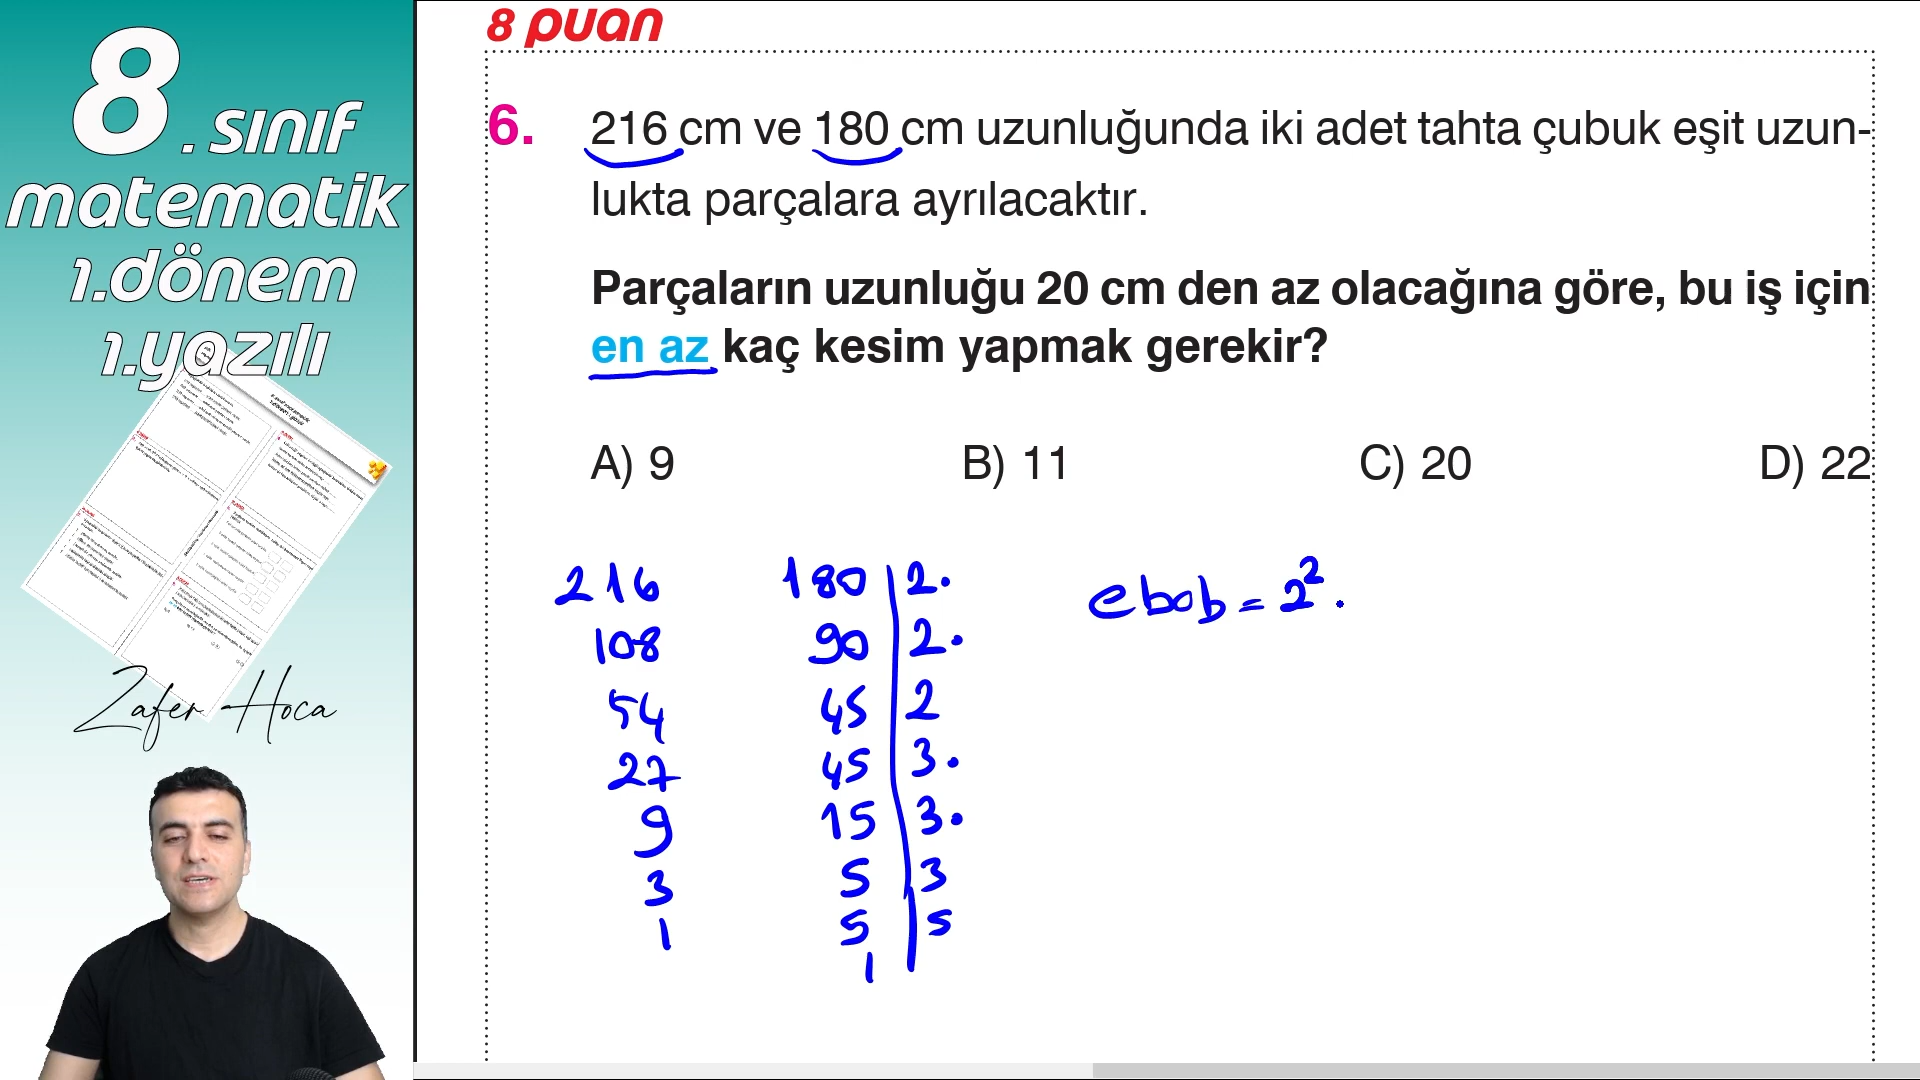 8. sınıf
matematik
1.dönem
1.yazılı
Zafer Hoca
8 puan
6. 216 cm ve 180 cm uzunluğunda iki adet tahta çubuk eşit uzun-
lukta parçalara ayrılacaktır.
Parçaların uzunluğu 20 cm den az olacağına göre, bu iş için
en az kaç kesim yapmak gerekir?
A) 9 B) 11 C) 20 D) 22
216 180 2.
108 90 2.
54 45 2
27 45 3.
9 15 3.
3 5 3
1 5 5
1
ebob = 2².